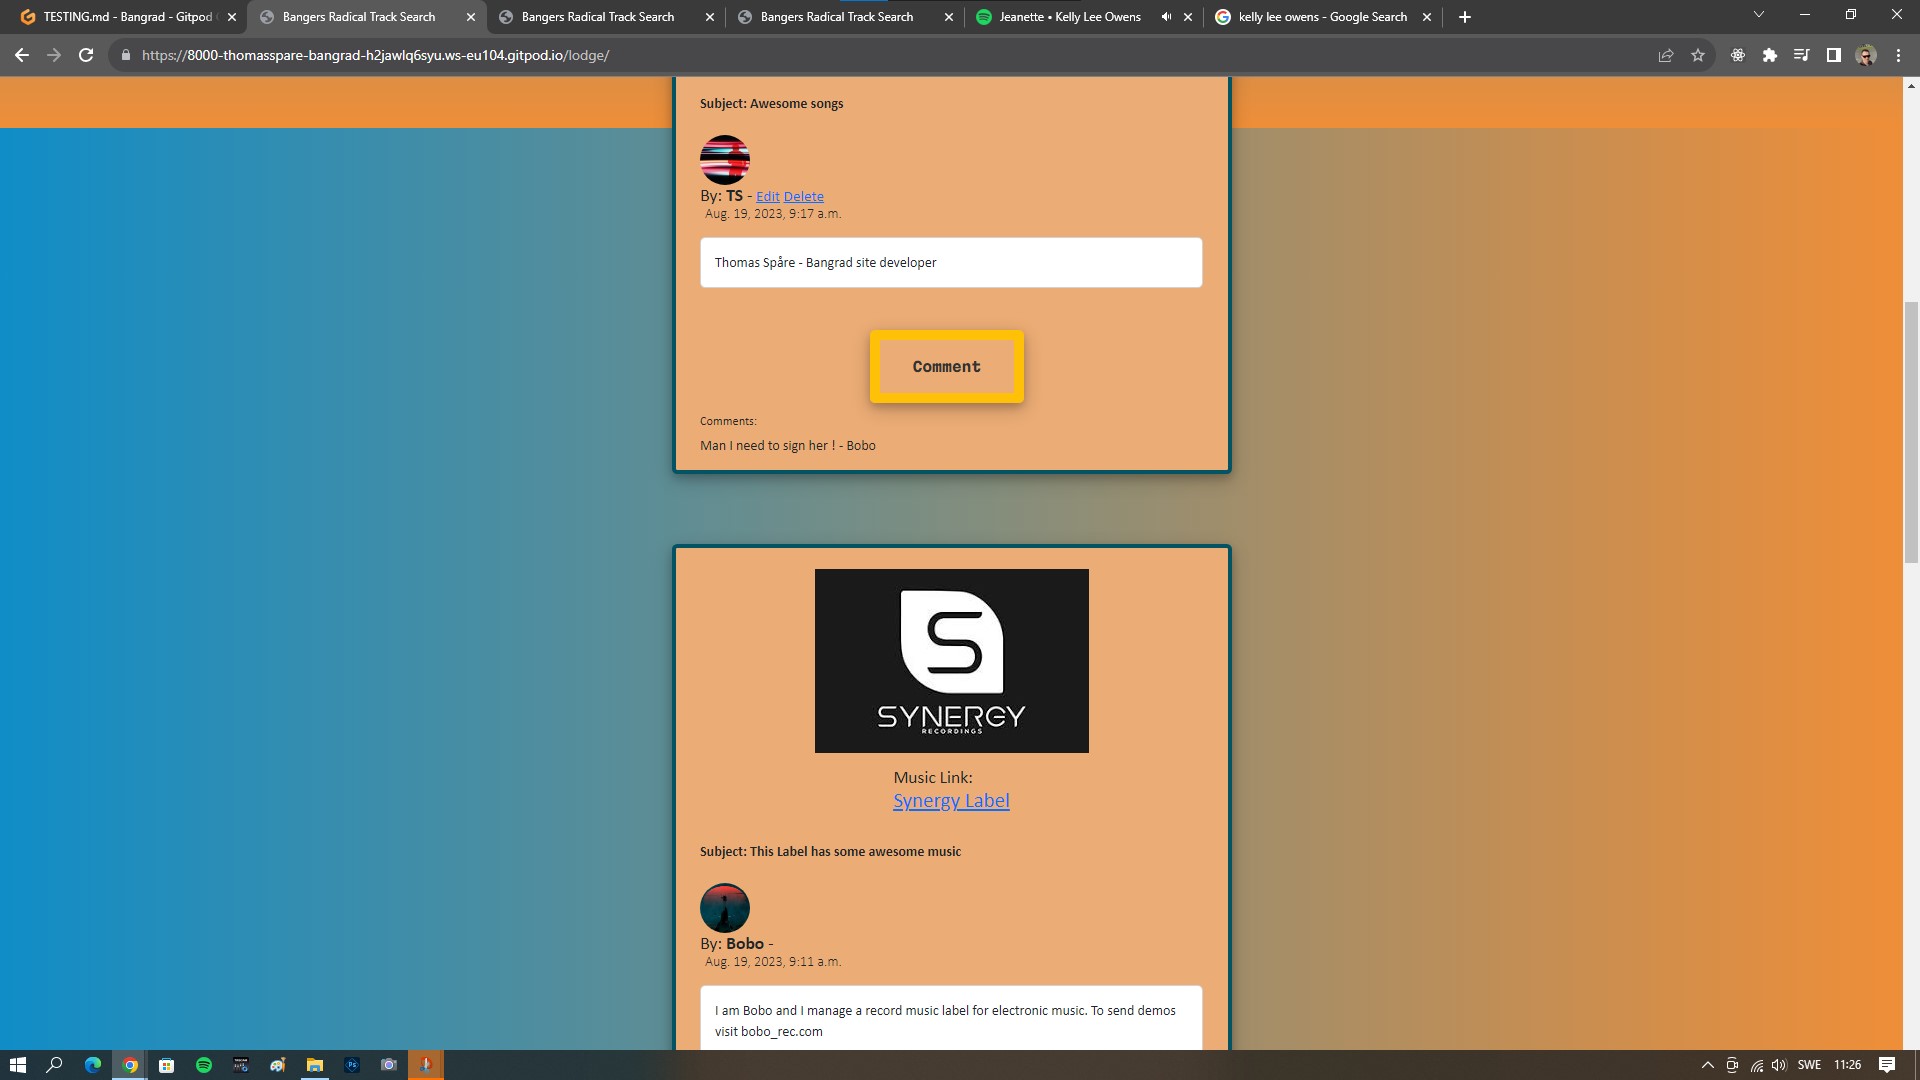 TESTING.md - Bangrad - Gitpod
Bangers Radical Track Search
Bangers Radical Track Search
Bangers Radical Track Search
Jeanette • Kelly Lee Owens
kelly lee owens - Google Search
https://8000-thomasspare-bangrad-h2jawlq6syu.ws-eu104.gitpod.io/lodge/
Subject: Awesome songs
By: TS - Edit Delete
Aug. 19, 2023, 9:17 a.m.
Thomas Spåre - Bangrad site developer
Comment
Comments:
Man I need to sign her ! - Bobo
S
SYNERGY
RECORDINGS
Music Link:
Synergy Label
Subject: This Label has some awesome music
By: Bobo -
Aug. 19, 2023, 9:11 a.m.
I am Bobo and I manage a record music label for electronic music. To send demos
visit bobo_rec.com
Ps
SWE
11:26